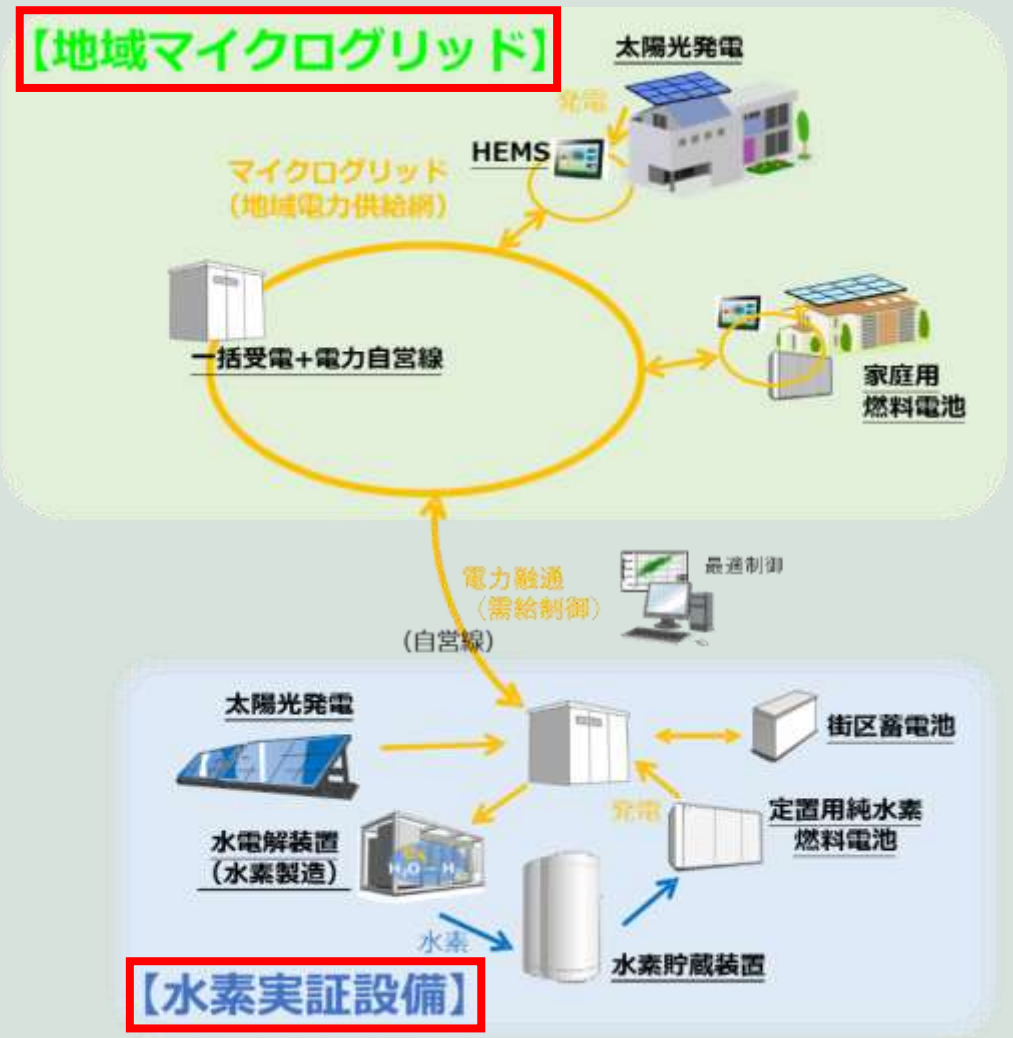 【地域マイクログリッド】
太陽光発電
発電
HEMS
マイクログリッド
（地域電力供給網）
一括受電+電力自営線
家庭用
燃料電池
電力融通
（需給制御）
最適制御
(自営線)
太陽光発電
街区蓄電池
発電
定置用純水素
燃料電池
水電解装置
（水素製造）
H₂O→H₂
水素
水素貯蔵装置
【水素実証設備】